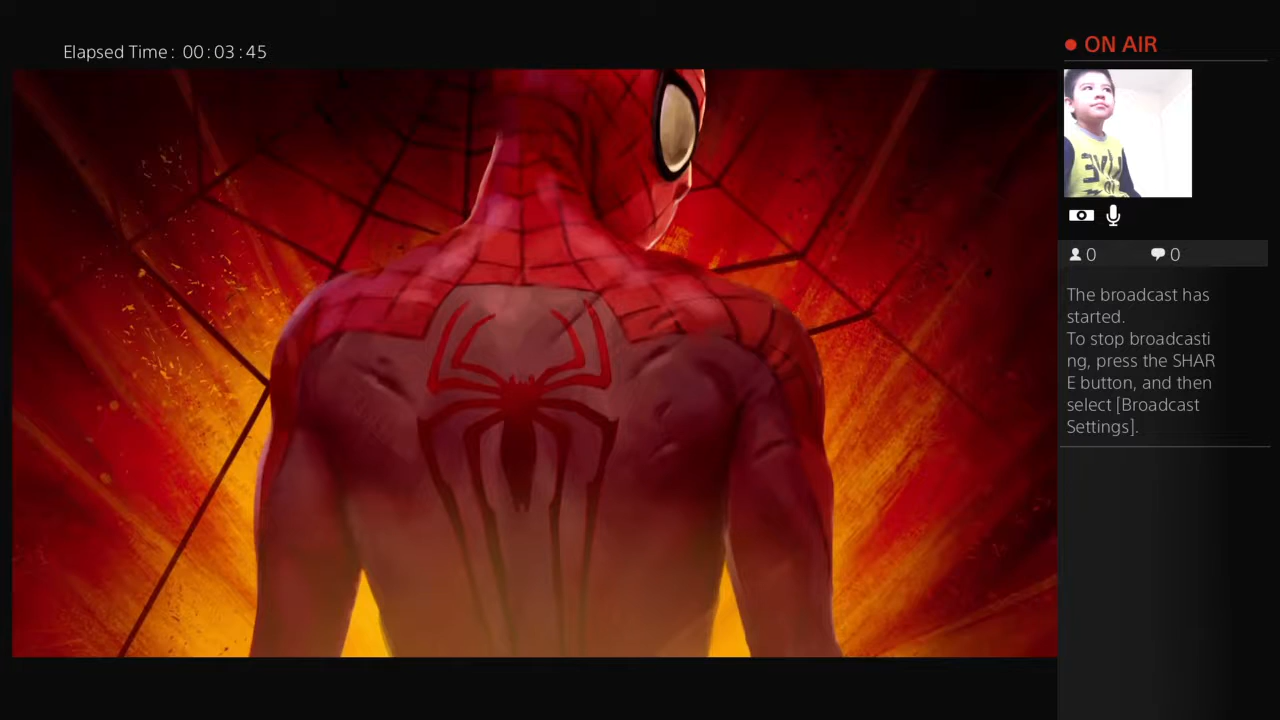 Elapsed Time: 00:03:45
ON AIR
0 0
The broadcast has
started.
To stop broadcasti
ng, press the SHAR
E button, and then
select [Broadcast
Settings].